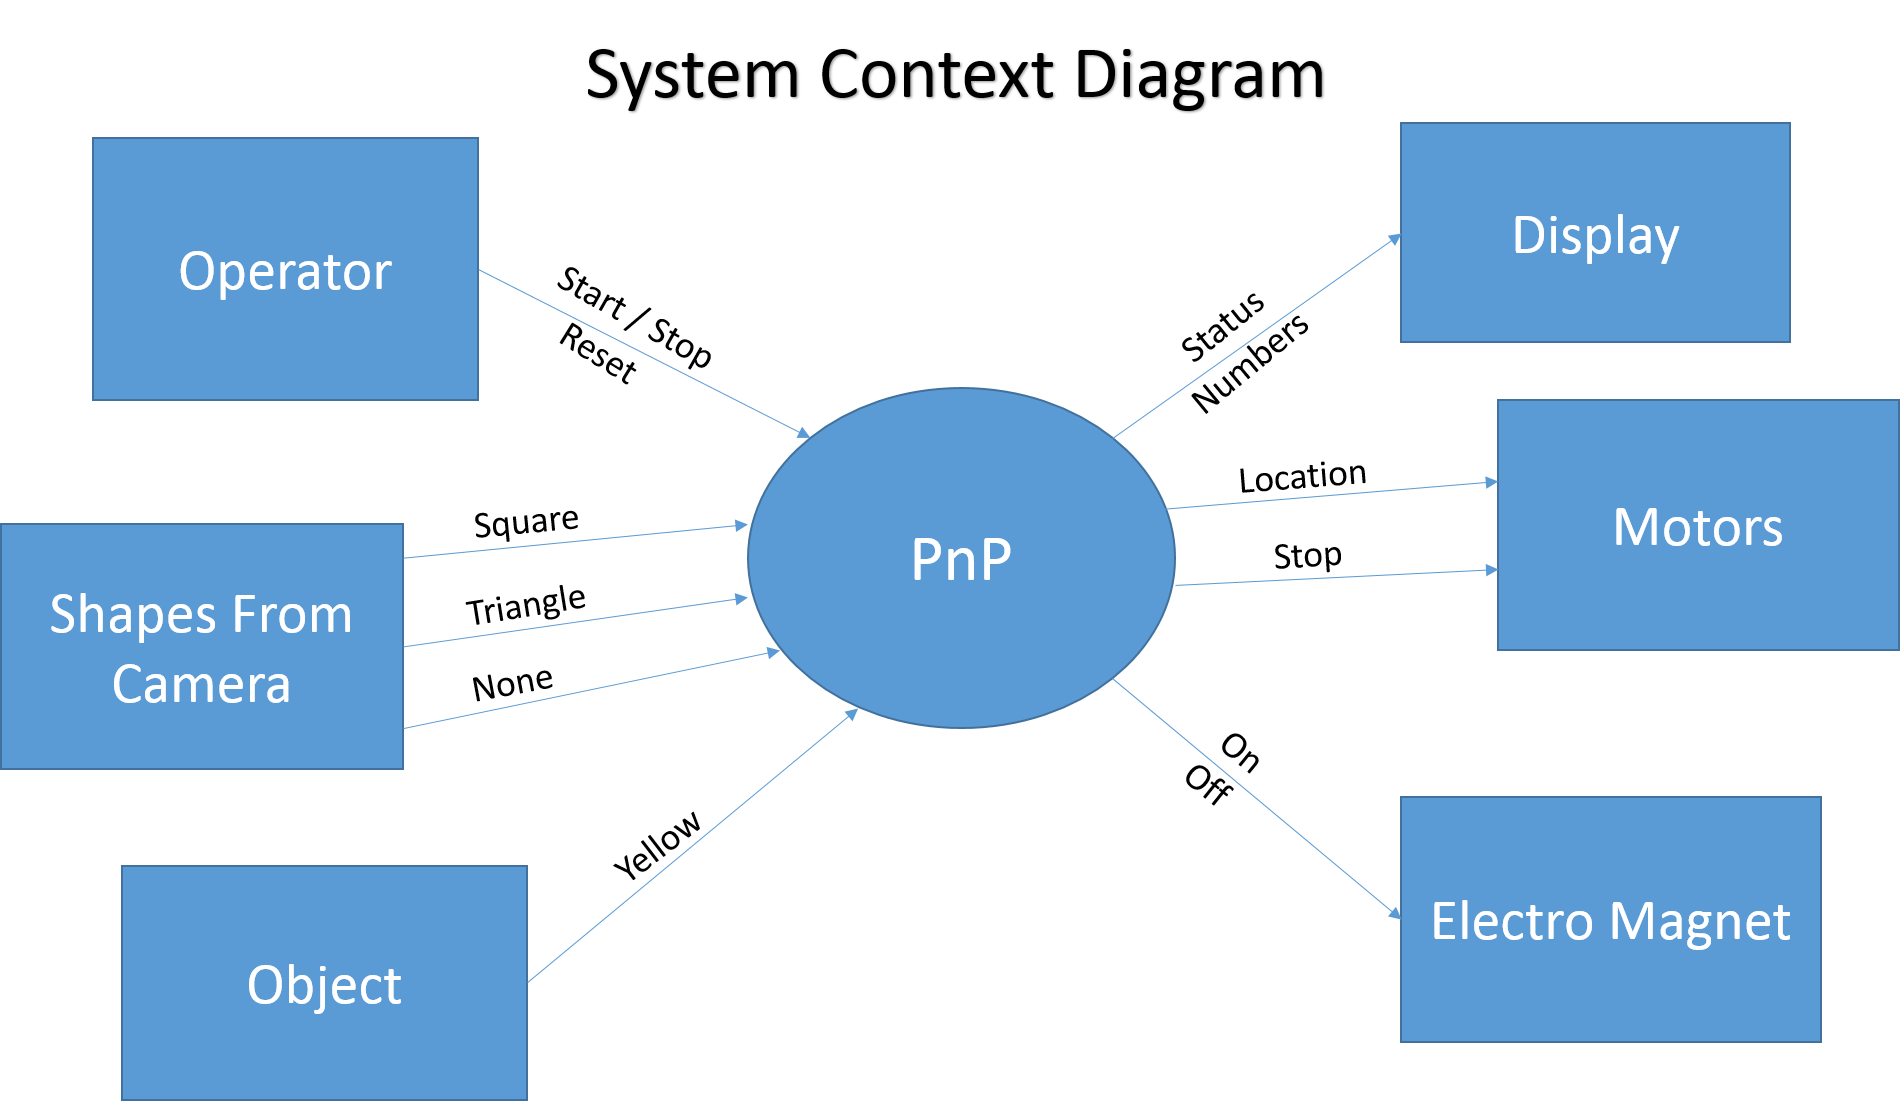 System Context Diagram
Operator
Start / Stop
Reset
Display
Status
Numbers
Shapes From
Camera
Square
Triangle
None
PnP
Location
Stop
Motors
Object
Yellow
On
Off
Electro Magnet